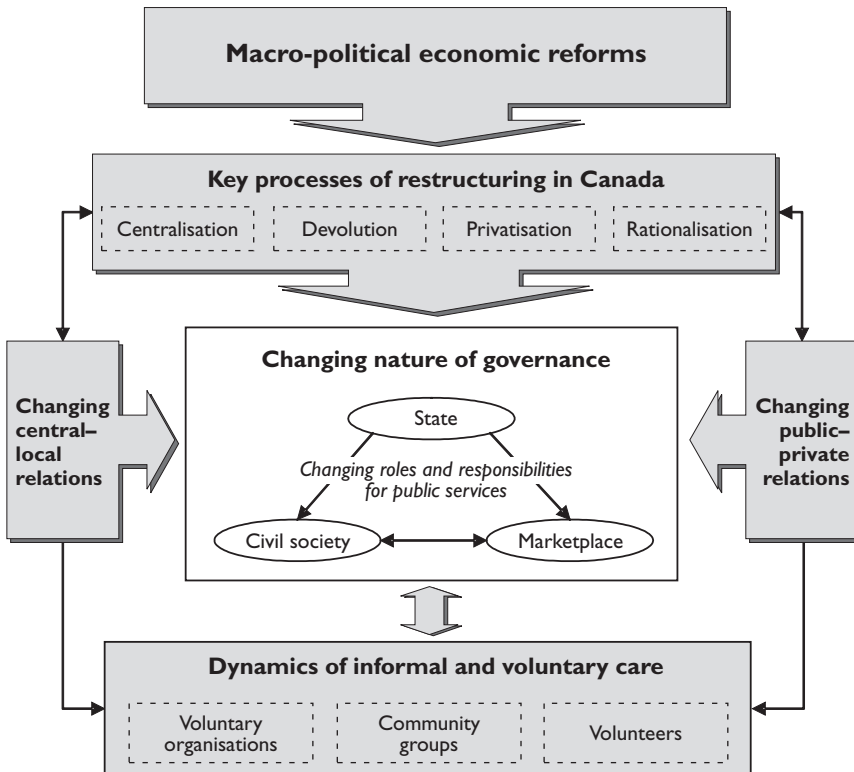 Macro-political economic reforms
Key processes of restructuring in Canada
Centralisation
Devolution
Privatisation
Rationalisation
Changing
central–
local
relations
Changing nature of governance
State
Changing roles and responsibilities
for public services
Civil society
Marketplace
Changing
public–
private
relations
Dynamics of informal and voluntary care
Voluntary
organisations
Community
groups
Volunteers